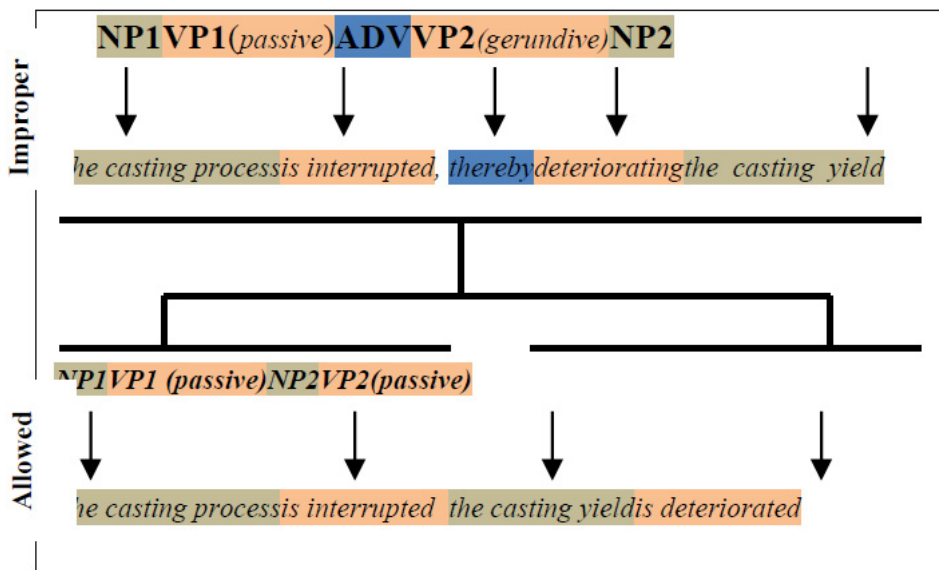 Improper
NP1VP1(passive)ADVVP2(gerundive)NP2
he casting processis interrupted, therebydeterioratingthe casting yield
Allowed
NP1VP1 (passive)NP2VP2(passive)
he casting processis interrupted the casting yieldis deteriorated